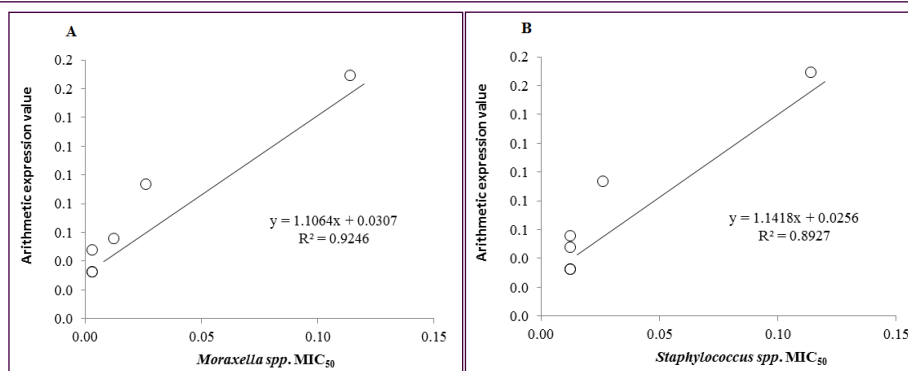 A
Arithmetic expression value
0.2
0.2
0.1
0.1
0.1
0.1
0.1
0.0
0.0
0.0
y = 1.1064x + 0.0307
R² = 0.9246
0.00
0.05
0.10
0.15
Moraxella spp. MIC₅₀
B
Arithmetic expression value
0.2
0.2
0.1
0.1
0.1
0.1
0.1
0.0
0.0
0.0
y = 1.1418x + 0.0256
R² = 0.8927
0.00
0.05
0.10
0.15
Staphylococcus spp. MIC₅₀